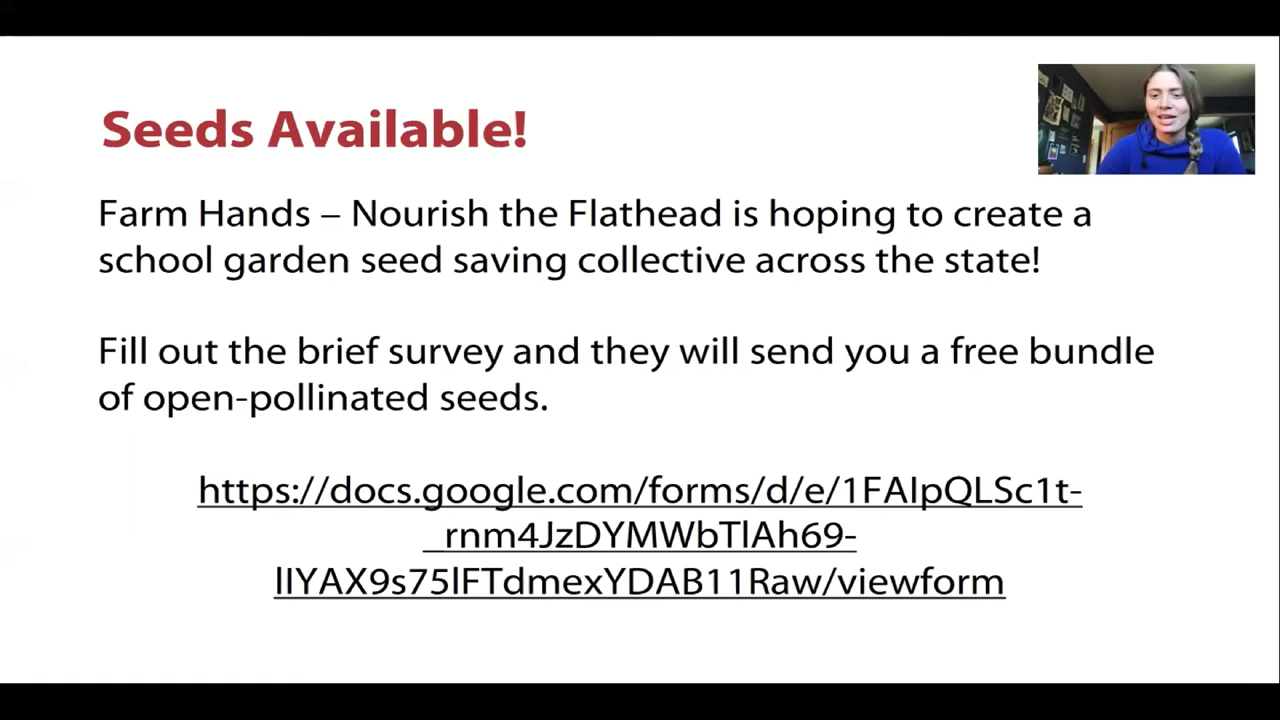 Seeds Available!
Farm Hands – Nourish the Flathead is hoping to create a
school garden seed saving collective across the state!
Fill out the brief survey and they will send you a free bundle
of open-pollinated seeds.
https://docs.google.com/forms/d/e/1FAIpQLSc1t-
_rnm4JzDYMWbTlAh69-
lIYAX9s75lFTdmexYDAB11Raw/viewform